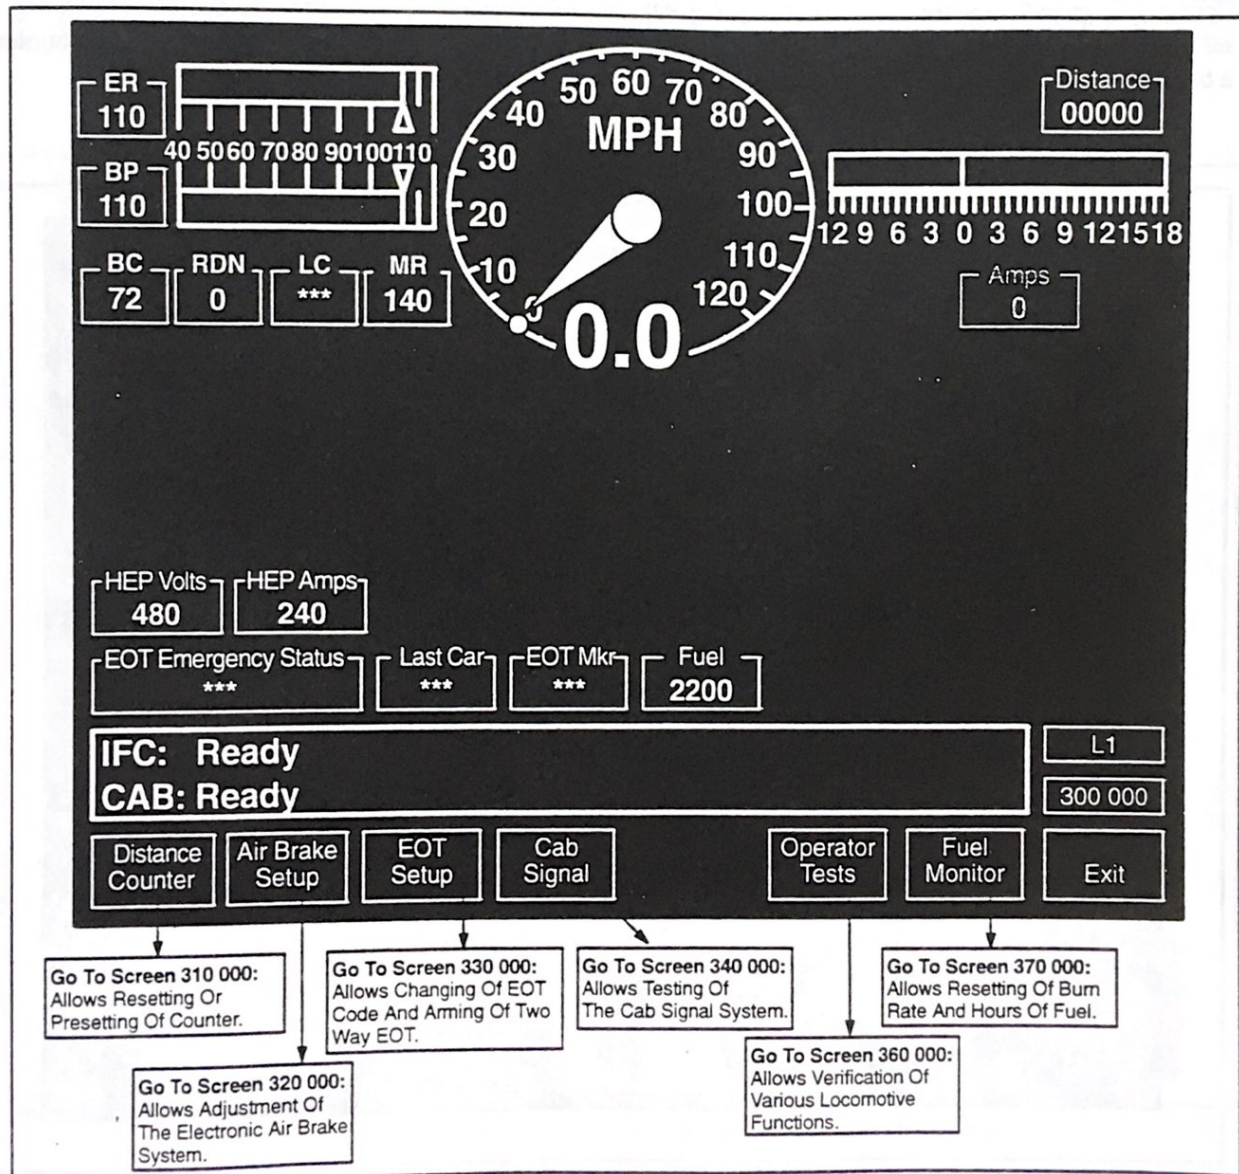 ER
110
40 50 60 70 80 90 100 110
BP
110
BC
72
RDN
0
LC
***
MR
140
MPH
0
10
20
30
40
50
60
70
80
90
100
110
120
0.0
Distance
00000
12 9 6 3 0 3 6 9 12 15 18
Amps
0
HEP Volts
480
HEP Amps
240
EOT Emergency Status
***
Last Car
***
EOT Mkr
***
Fuel
2200
IFC: Ready
CAB: Ready
L1
300 000
Distance
Counter
Air Brake
Setup
EOT
Setup
Cab
Signal
Operator
Tests
Fuel
Monitor
Exit
Go To Screen 310 000:
Allows Resetting Or
Presetting Of Counter.
Go To Screen 320 000:
Allows Adjustment Of
The Electronic Air Brake
System.
Go To Screen 330 000:
Allows Changing Of EOT
Code And Arming Of Two
Way EOT.
Go To Screen 340 000:
Allows Testing Of
The Cab Signal System.
Go To Screen 360 000:
Allows Verification Of
Various Locomotive
Functions.
Go To Screen 370 000:
Allows Resetting Of Burn
Rate And Hours Of Fuel.